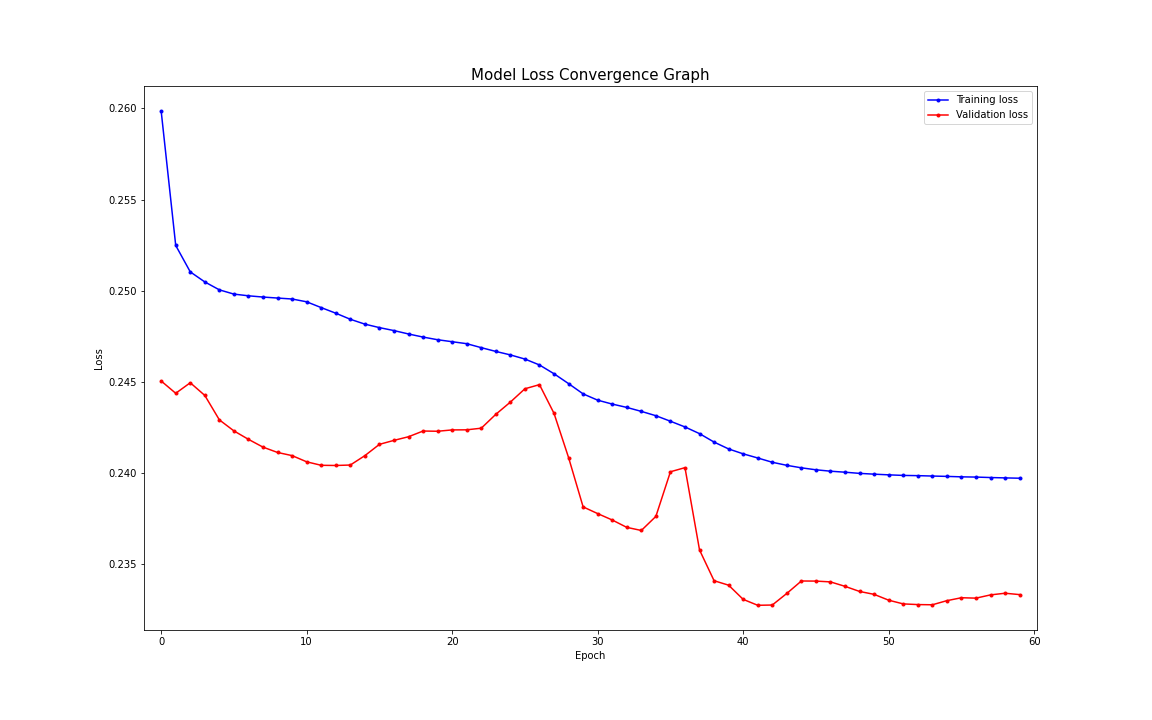 Model Loss Convergence Graph
Training loss
Validation loss
0.260
0.255
0.250
0.245
0.240
0.235
Loss
0 10 20 30 40 50 60
Epoch